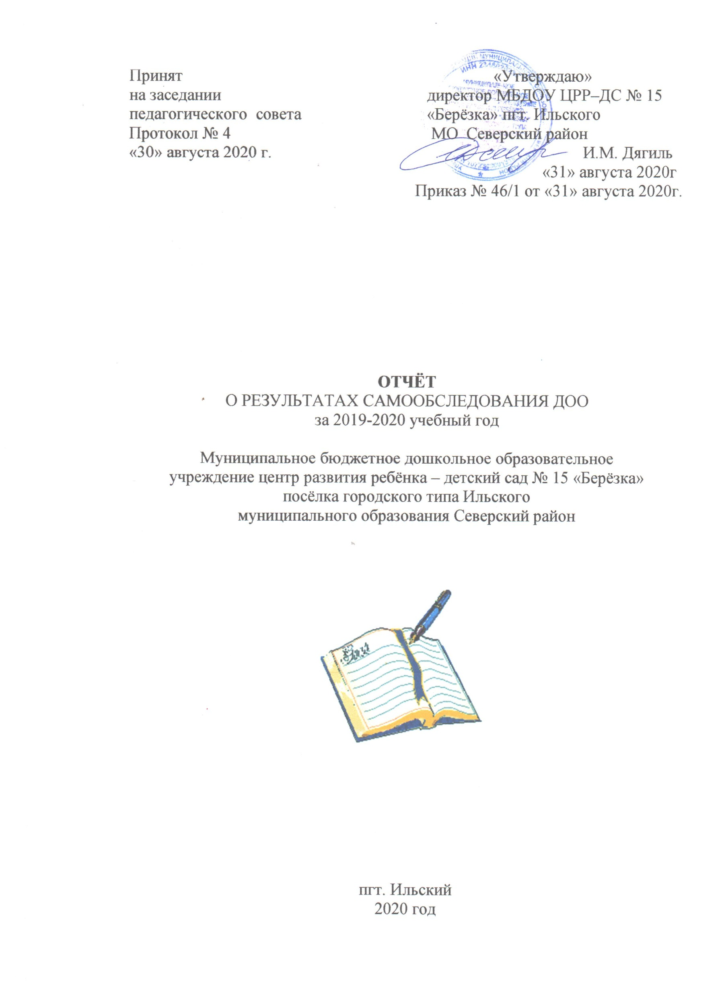 Принят
на заседании
педагогического совета
Протокол № 4
«30» августа 2020 г.
«Утверждаю»
директор МБДОУ ЦРР–ДС № 15
«Берёзка» пгт. Ильского
МО Северский район
И.М. Дягиль
«31» августа 2020г
Приказ № 46/1 от «31» августа 2020г.
ОТЧЁТ
О РЕЗУЛЬТАТАХ САМООБСЛЕДОВАНИЯ ДОО
за 2019-2020 учебный год
Муниципальное бюджетное дошкольное образовательное
учреждение центр развития ребёнка – детский сад № 15 «Берёзка»
посёлка городского типа Ильского
муниципального образования Северский район
пгт. Ильский
2020 год